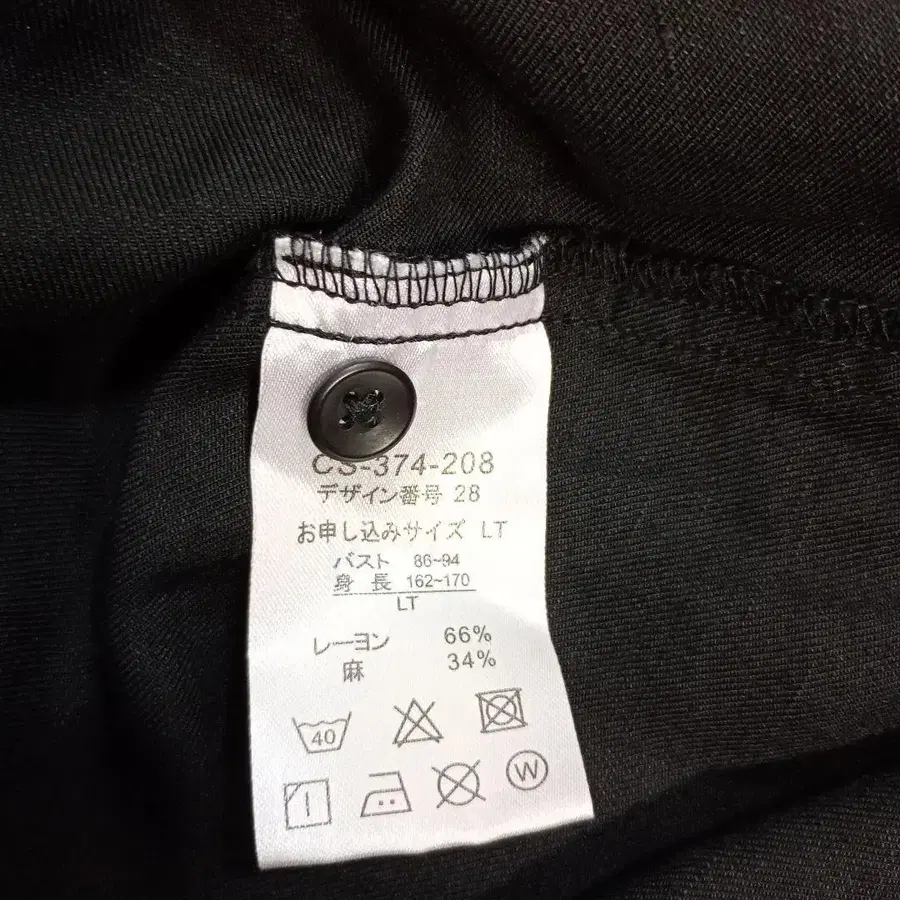 CS-374-208
デザイン番号 28
お申し込みサイズ LT
バスト 86~94
身長 162~170
LT
レーヨン 66%
麻 34%
40
W